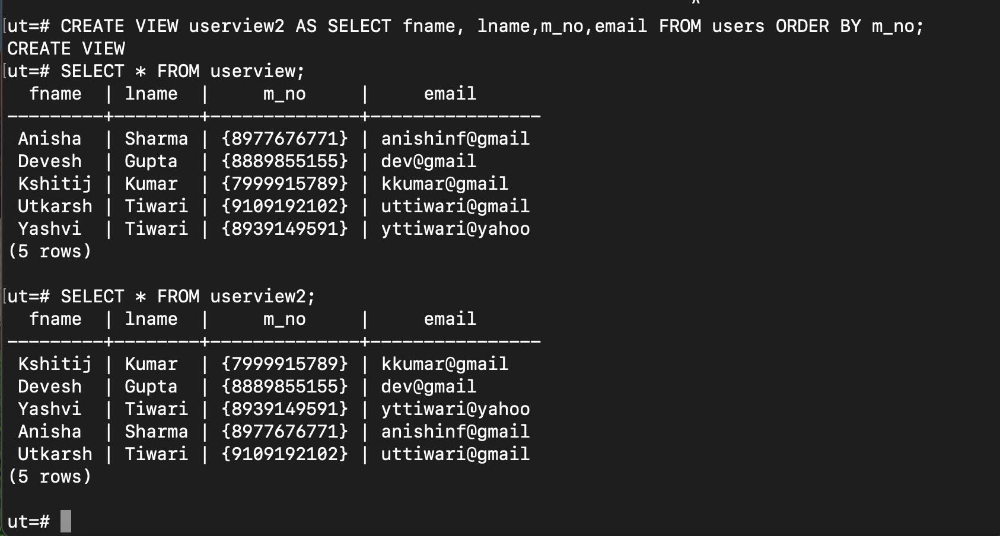 ut=# CREATE VIEW userview2 AS SELECT fname, lname,m_no,email FROM users ORDER BY m_no;
CREATE VIEW
ut=# SELECT * FROM userview;
  fname  | lname  |     m_no     |     email
---------+--------+--------------+----------------
 Anisha  | Sharma | {8977676771} | anishinf@gmail
 Devesh  | Gupta  | {8889855155} | dev@gmail
 Kshitij | Kumar  | {7999915789} | kkumar@gmail
 Utkarsh | Tiwari | {9109192102} | uttiwari@gmail
 Yashvi  | Tiwari | {8939149591} | yttiwari@yahoo
(5 rows)
ut=# SELECT * FROM userview2;
  fname  | lname  |     m_no     |     email
---------+--------+--------------+----------------
 Kshitij | Kumar  | {7999915789} | kkumar@gmail
 Devesh  | Gupta  | {8889855155} | dev@gmail
 Yashvi  | Tiwari | {8939149591} | yttiwari@yahoo
 Anisha  | Sharma | {8977676771} | anishinf@gmail
 Utkarsh | Tiwari | {9109192102} | uttiwari@gmail
(5 rows)
ut=#